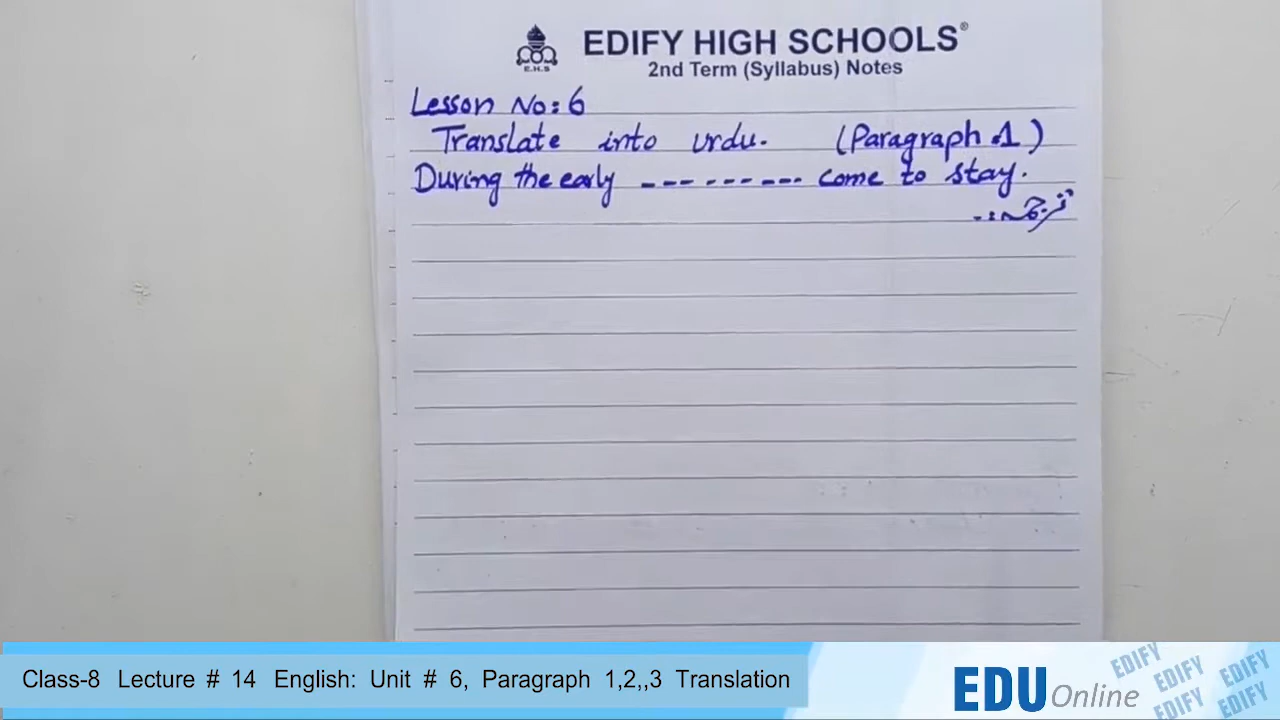 EDIFY HIGH SCHOOLS®
E.H.S
2nd Term (Syllabus) Notes
Lesson No: 6
Translate into urdu. (Paragraph .1)
During the early --------- come to stay.
ترجمہ:-
Class-8 Lecture # 14 English: Unit # 6, Paragraph 1,2,,3 Translation
EDU Online
EDIFY EDIFY EDIFY
EDIFY EDIFY EDIFY